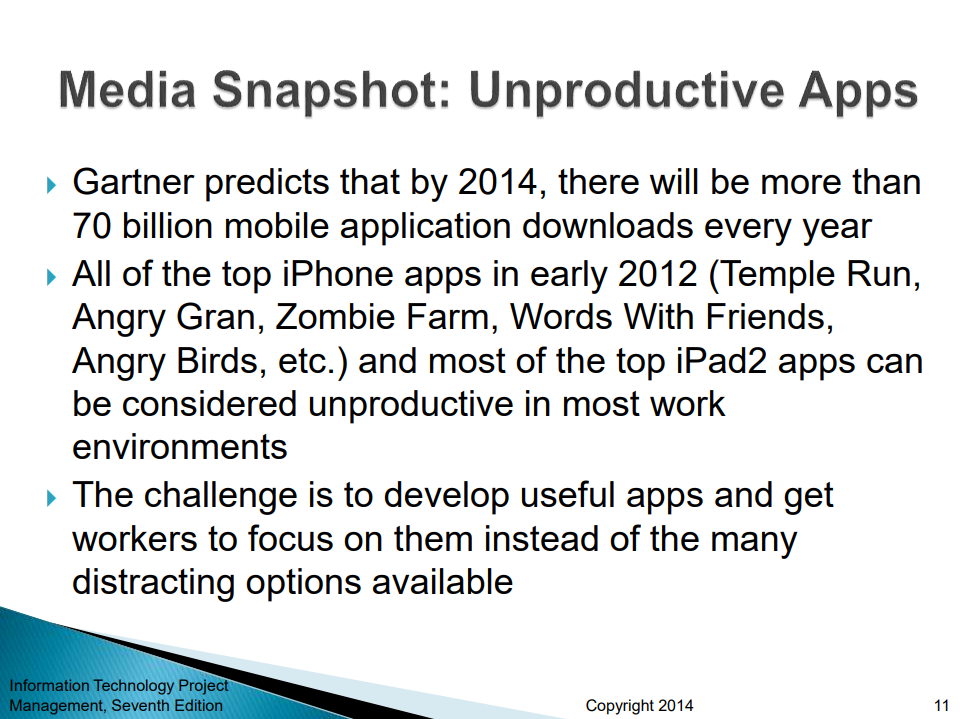 Media Snapshot: Unproductive Apps
Gartner predicts that by 2014, there will be more than
70 billion mobile application downloads every year
All of the top iPhone apps in early 2012 (Temple Run,
Angry Gran, Zombie Farm, Words With Friends,
Angry Birds, etc.) and most of the top iPad2 apps can
be considered unproductive in most work
environments
The challenge is to develop useful apps and get
workers to focus on them instead of the many
distracting options available
Information Technology Project
Management, Seventh Edition
Copyright 2014
11